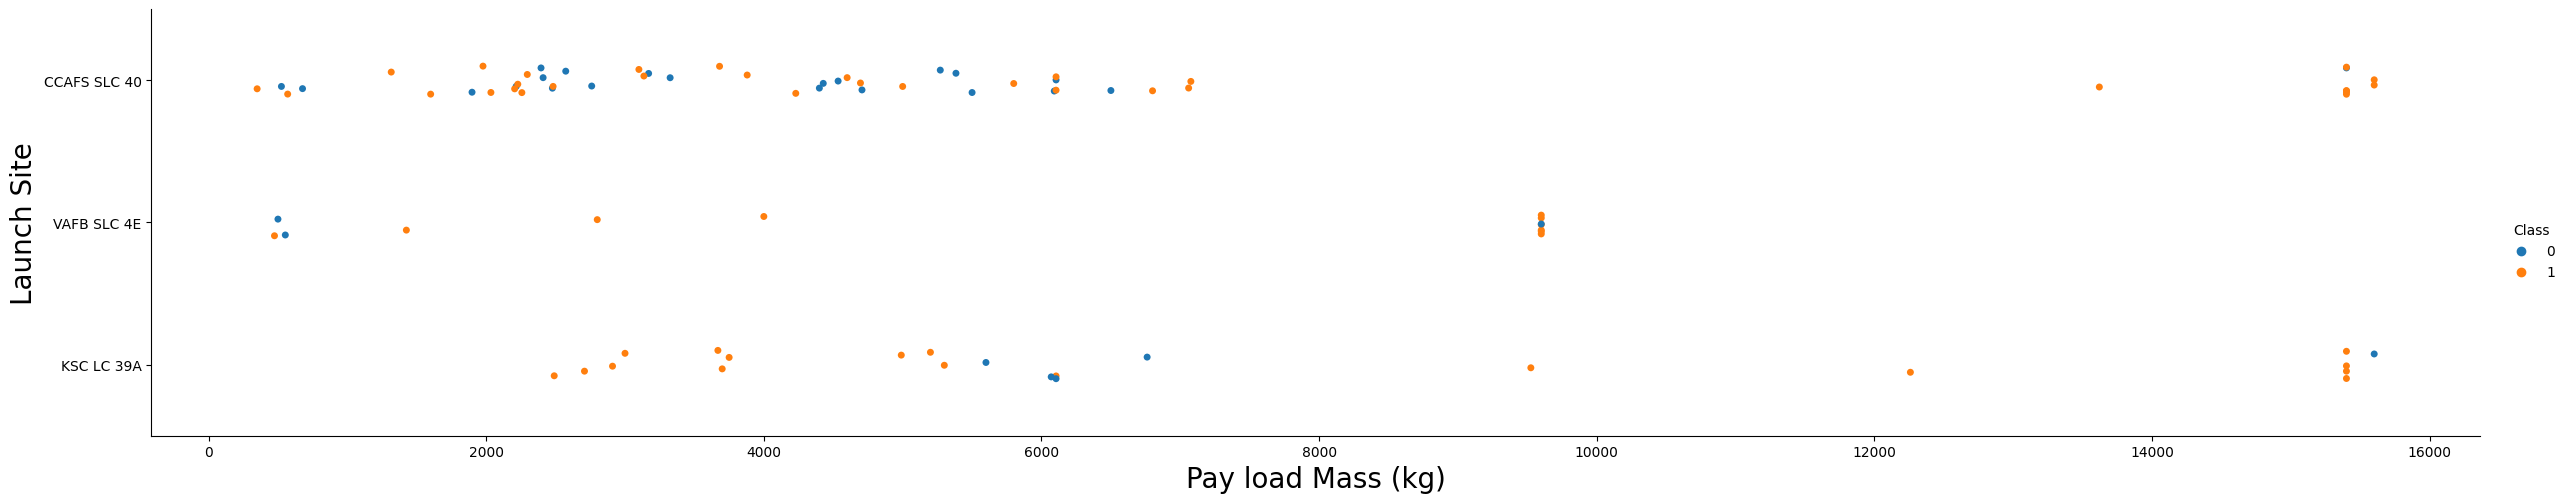 Launch Site
CCAFS SLC 40
VAFB SLC 4E
KSC LC 39A
0 2000 4000 6000 8000 10000 12000 14000 16000
Pay load Mass (kg)
Class
0
1